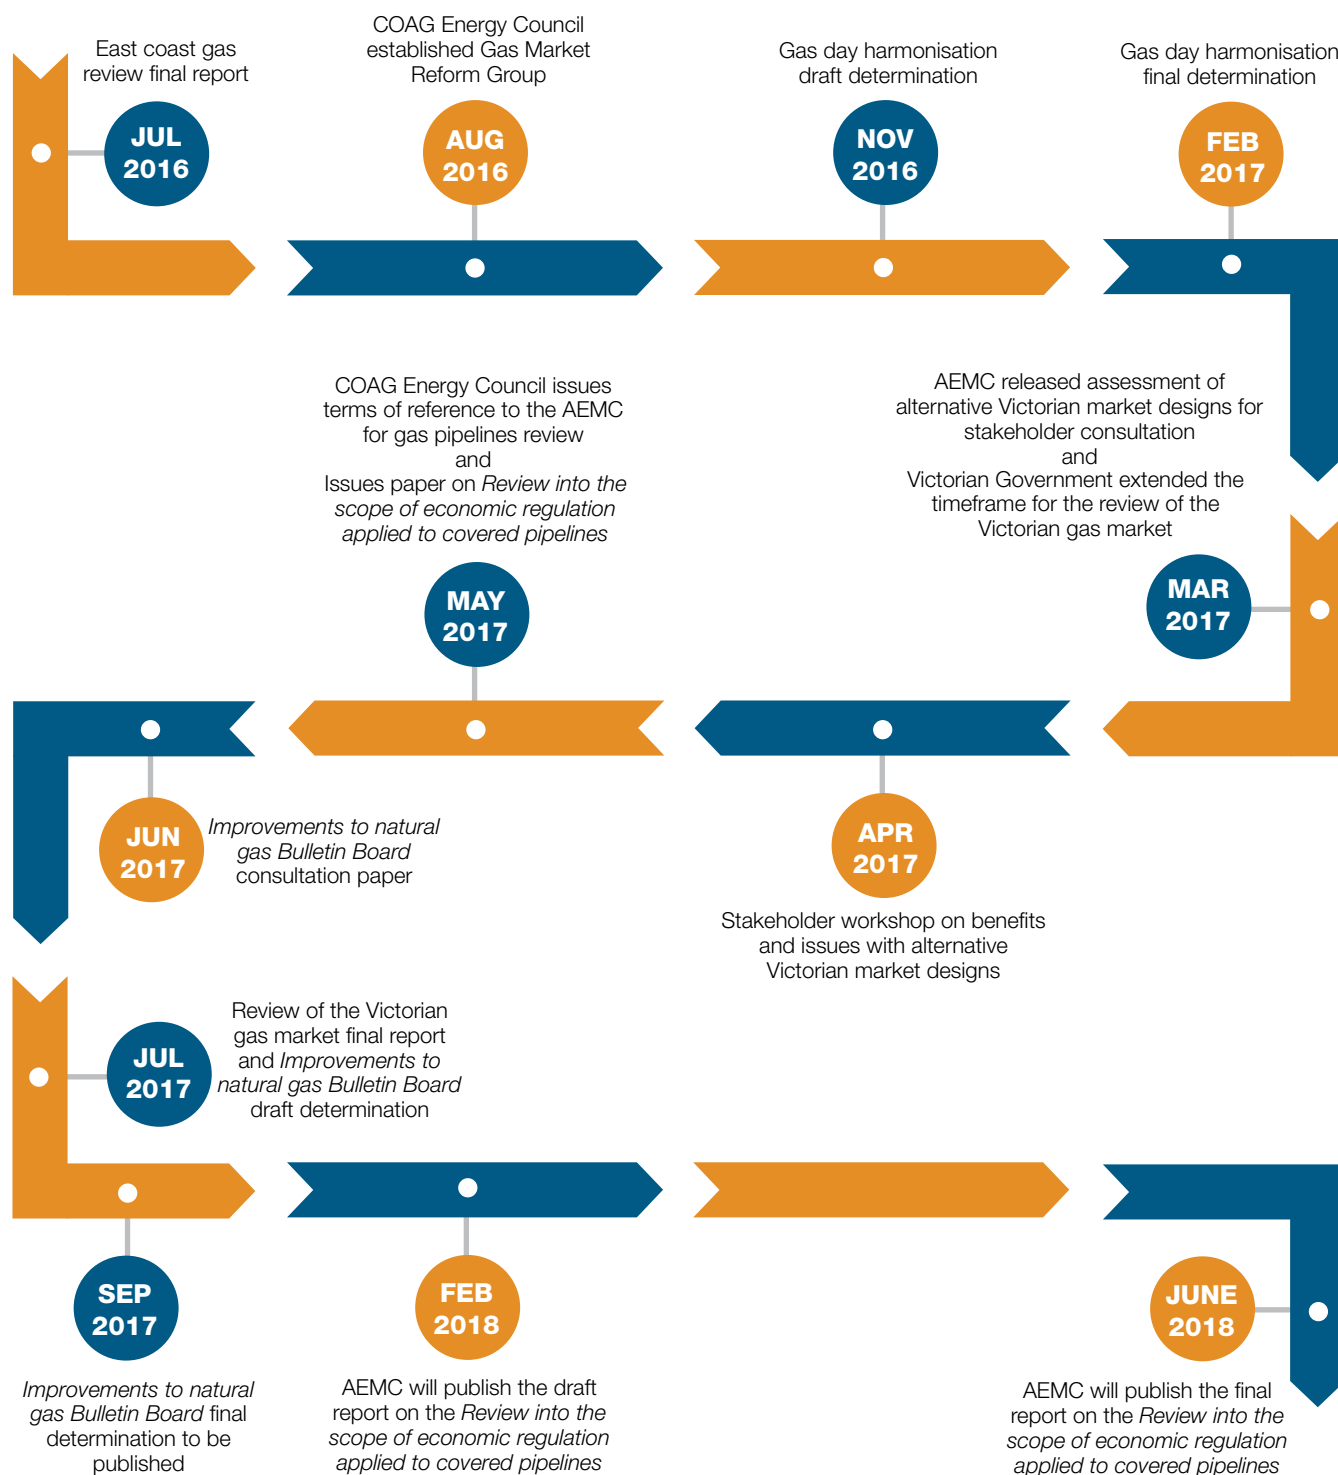 East coast gas
review final report
JUL
2016
COAG Energy Council
established Gas Market
Reform Group
AUG
2016
Gas day harmonisation
draft determination
NOV
2016
Gas day harmonisation
final determination
FEB
2017
AEMC released assessment of
alternative Victorian market designs for
stakeholder consultation
and
Victorian Government extended the
timeframe for the review of the
Victorian gas market
MAR
2017
APR
2017
Stakeholder workshop on benefits
and issues with alternative
Victorian market designs
COAG Energy Council issues
terms of reference to the AEMC
for gas pipelines review
and
Issues paper on Review into the
scope of economic regulation
applied to covered pipelines
MAY
2017
JUN
2017
Improvements to natural
gas Bulletin Board
consultation paper
JUL
2017
Review of the Victorian
gas market final report
and Improvements to
natural gas Bulletin Board
draft determination
SEP
2017
Improvements to natural
gas Bulletin Board final
determination to be
published
FEB
2018
AEMC will publish the draft
report on the Review into the
scope of economic regulation
applied to covered pipelines
JUNE
2018
AEMC will publish the final
report on the Review into the
scope of economic regulation
applied to covered pipelines